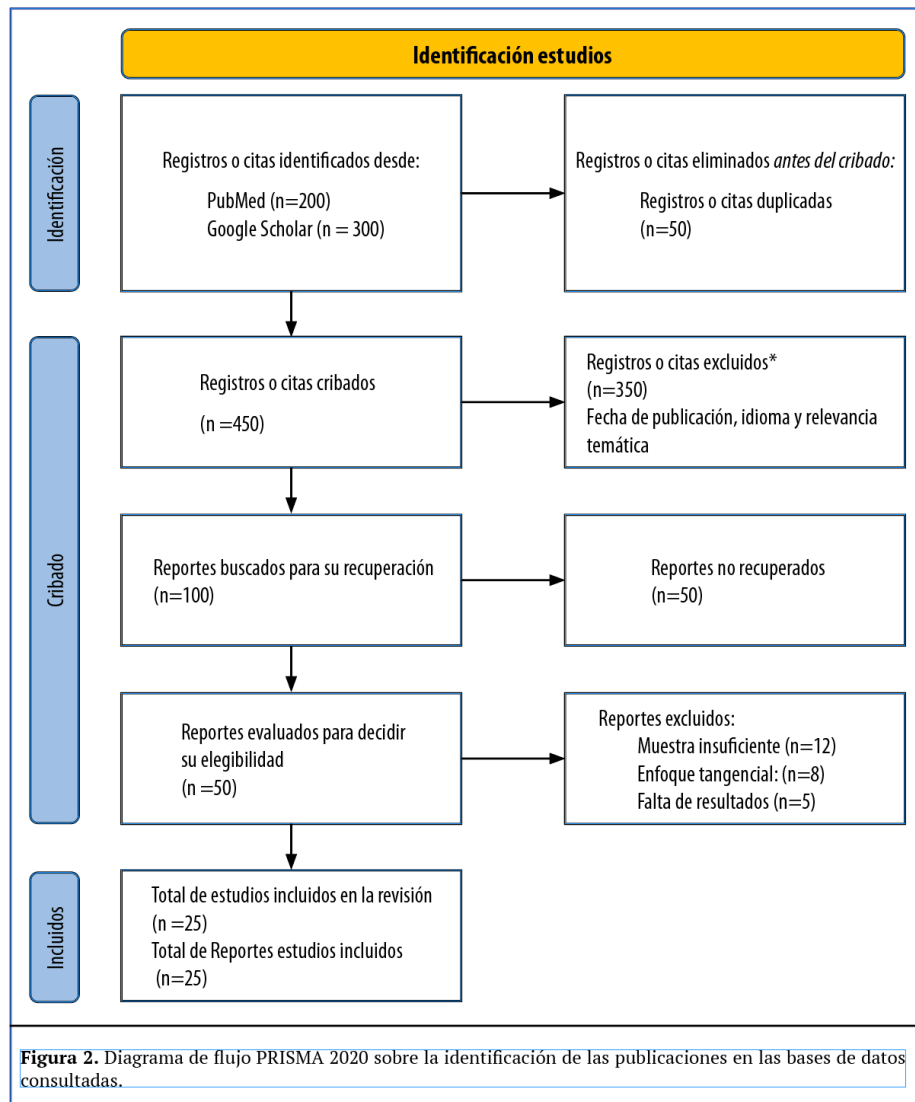 Identificación estudios
Identificación
Registros o citas identificados desde:
PubMed (n=200)
Google Scholar (n = 300)
Registros o citas eliminados antes del cribado:
Registros o citas duplicadas
(n=50)
Cribado
Registros o citas cribados
(n =450)
Registros o citas excluidos*
(n=350)
Fecha de publicación, idioma y relevancia
temática
Reportes buscados para su recuperación
(n=100)
Reportes no recuperados
(n=50)
Reportes evaluados para decidir
su elegibilidad
(n =50)
Reportes excluidos:
Muestra insuficiente (n=12)
Enfoque tangencial: (n=8)
Falta de resultados (n=5)
Incluidos
Total de estudios incluidos en la revisión
(n =25)
Total de Reportes estudios incluidos
(n=25)
Figura 2. Diagrama de flujo PRISMA 2020 sobre la identificación de las publicaciones en las bases de datos
consultadas.